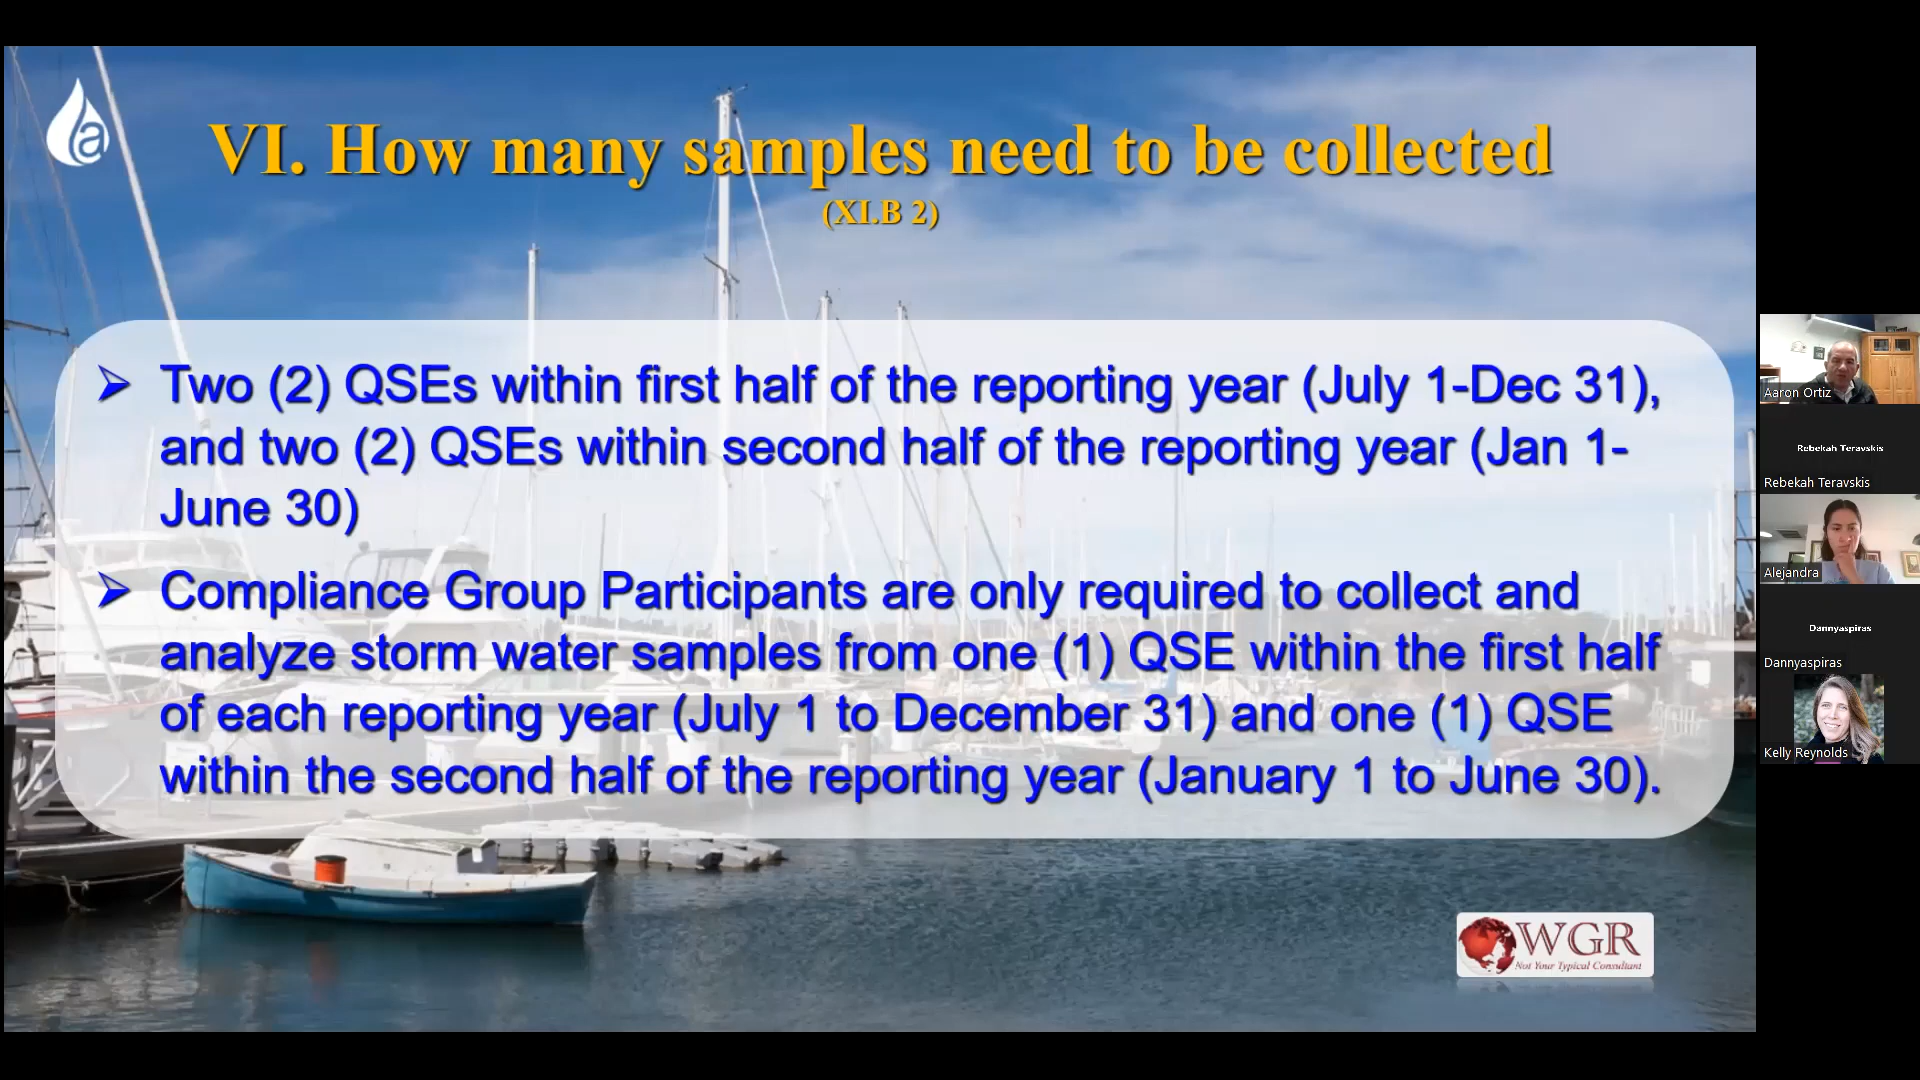 VI. How many samples need to be collected
(XI.B 2)
➢ Two (2) QSEs within first half of the reporting year (July 1-Dec 31),
and two (2) QSEs within second half of the reporting year (Jan 1-
June 30)
➢ Compliance Group Participants are only required to collect and
analyze storm water samples from one (1) QSE within the first half
of each reporting year (July 1 to December 31) and one (1) QSE
within the second half of the reporting year (January 1 to June 30).
a
WGR
Not Your Typical Consultant
Aaron Ortiz
Rebekah Teravskis
Rebekah Teravskis
Alejandra
Dannyaspiras
Dannyaspiras
Kelly Reynolds